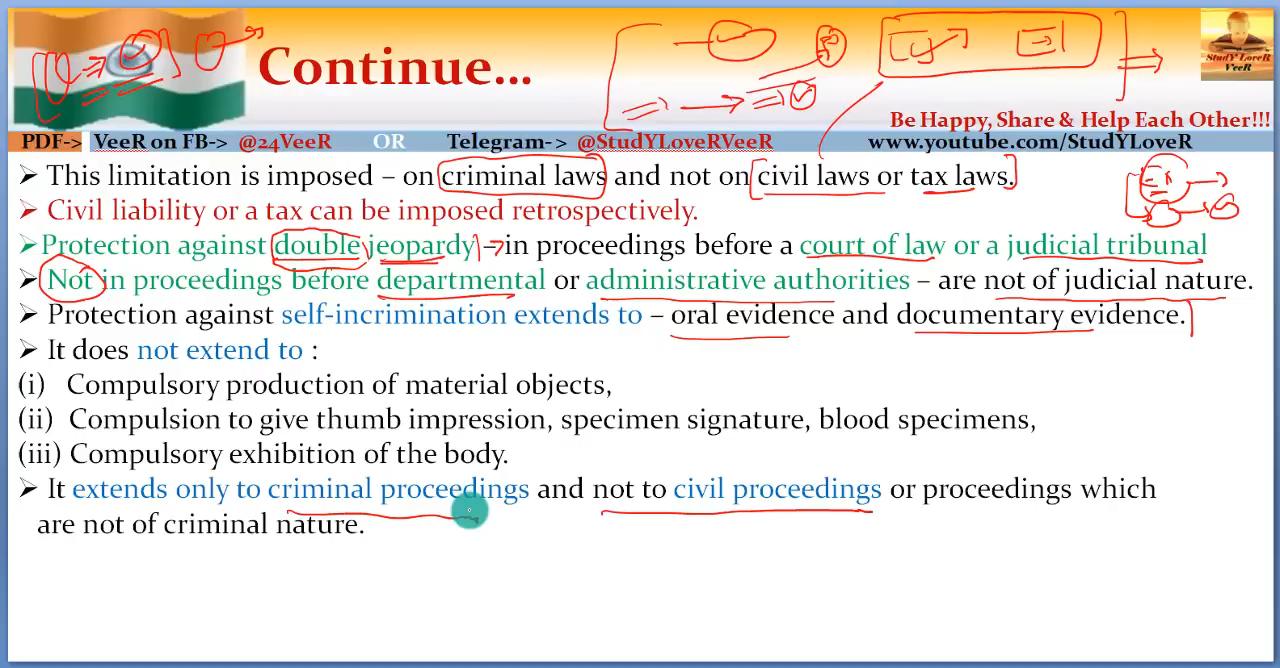 Continue...
StudY LoveR
VeeR
Be Happy, Share & Help Each Other!!!
PDF-> VeeR on FB-> @24VeeR OR Telegram-> @StudYLoveRVeeR www.youtube.com/StudYLoveR
➤ This limitation is imposed – on criminal laws and not on civil laws or tax laws.
➤ Civil liability or a tax can be imposed retrospectively.
➤Protection against double jeopardy – in proceedings before a court of law or a judicial tribunal
➤ Not in proceedings before departmental or administrative authorities – are not of judicial nature.
➤ Protection against self-incrimination extends to – oral evidence and documentary evidence.
➤ It does not extend to :
(i) Compulsory production of material objects,
(ii) Compulsion to give thumb impression, specimen signature, blood specimens,
(iii) Compulsory exhibition of the body.
➤ It extends only to criminal proceedings and not to civil proceedings or proceedings which
are not of criminal nature.